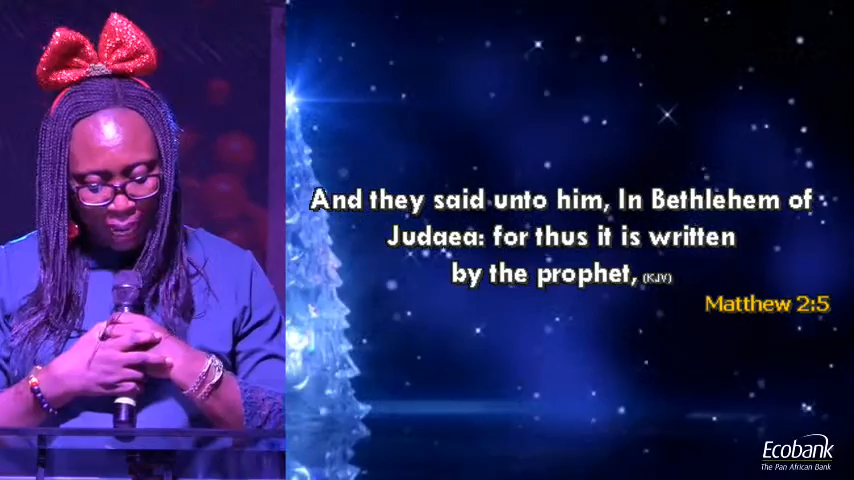 And they said unto him, In Bethlehem of
Judaea: for thus it is written
by the prophet, (KJV)
Matthew 2:5
Ecobank
The Pan African Bank